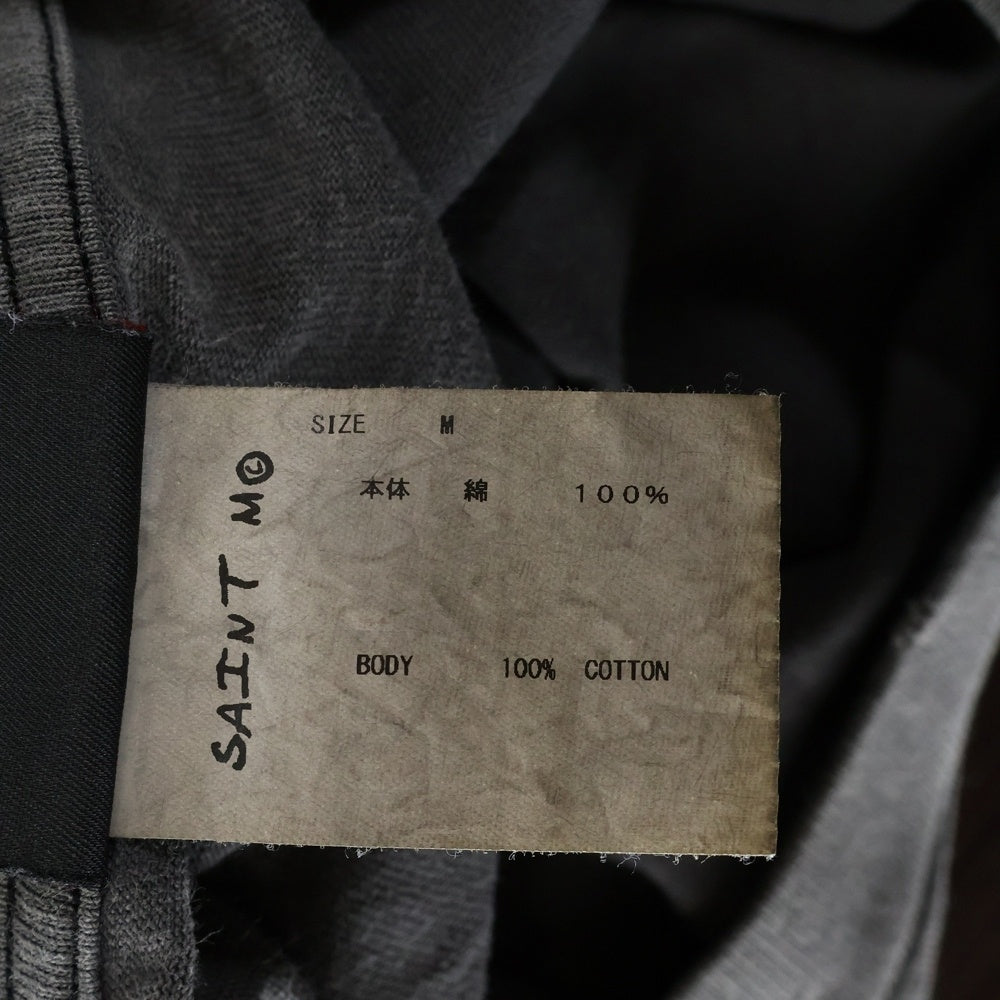 SIZE M
本体 綿 100%
BODY 100% COTTON
SAINT M©